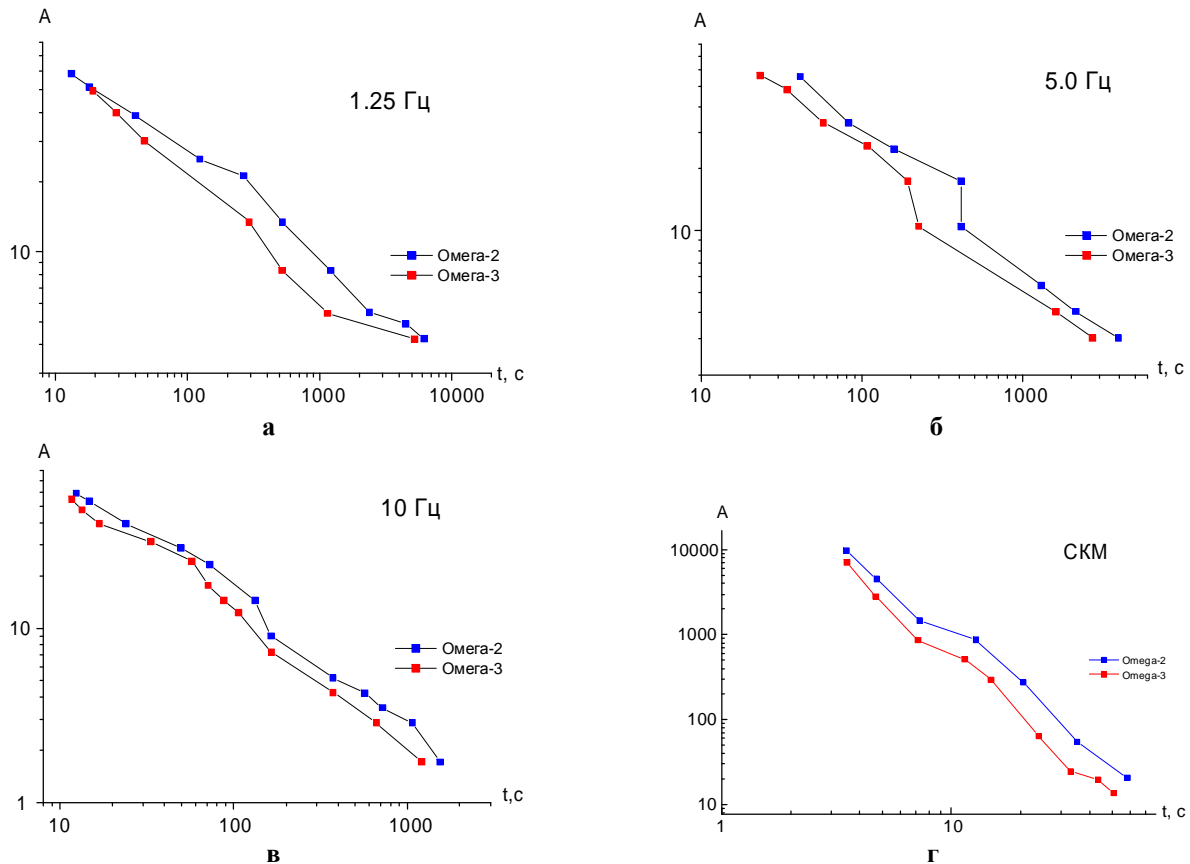 A
1.25 Гц
10
Омега-2
Омега-3
10 100 1000 10000
t, c
а
A
5.0 Гц
10
Омега-2
Омега-3
10 100 1000
t, c
б
A
10 Гц
10
Омега-2
Омега-3
1
10 100 1000
t,c
в
A
СКМ
10000
1000
100
10
Omega-2
Omega-3
1 10
t, c
г